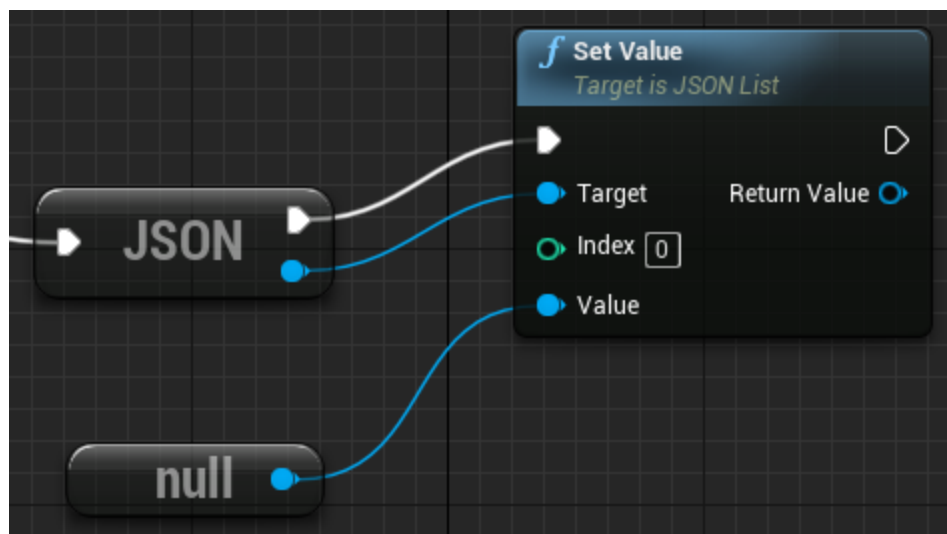 f Set Value
Target is JSON List
JSON
Target
Return Value
Index 0
Value
null